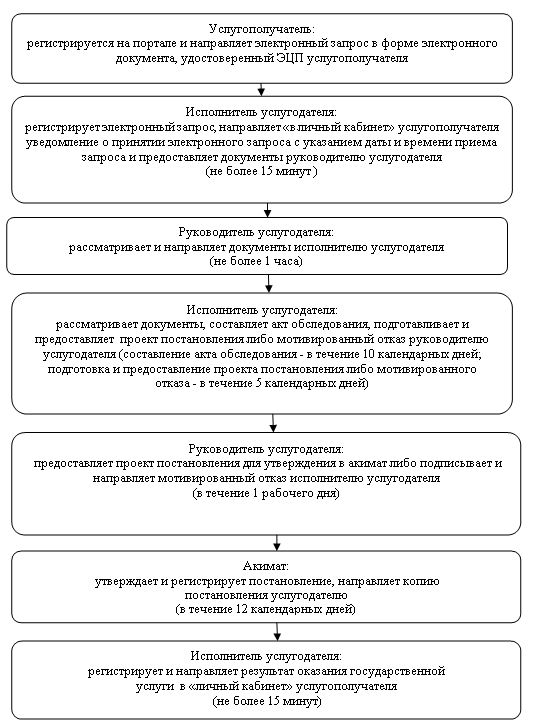 Услугополучатель:
регистрируется на портале и направляет электронный запрос в форме электронного
документа, удостоверенный ЭЦП услугополучателя
Исполнитель услугодателя:
регистрирует электронный запрос, направляет «в личный кабинет» услугополучателя
уведомление о принятии электронного запроса с указанием даты и времени приема
запроса и предоставляет документы руководителю услугодателя
(не более 15 минут )
Руководитель услугодателя:
рассматривает и направляет документы исполнителю услугодателя
(не более 1 часа)
Исполнитель услугодателя:
рассматривает документы, составляет акт обследования, подготавливает и
предоставляет проект постановления либо мотивированный отказ руководителю
услугодателя (составление акта обследования - в течение 10 календарных дней;
подготовка и предоставление проекта постановления либо мотивированного
отказа - в течение 5 календарных дней)
Руководитель услугодателя:
предоставляет проект постановления для утверждения в акимат либо подписывает и
направляет мотивированный отказ исполнителю услугодателя
(в течение 1 рабочего дня)
Акимат:
утверждает и регистрирует постановление, направляет копию
постановления услугодателю
(в течение 12 календарных дней)
Исполнитель услугодателя:
регистрирует и направляет результат оказания государственной
услуги в «личный кабинет» услугополучателя
(не более 15 минут)